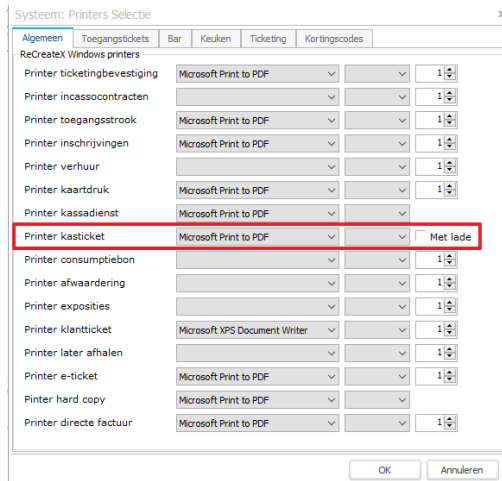 Systeem: Printers Selectie
Algemeen Toegangstickets Bar Keuken Ticketing Kortingscodes
ReCreateX Windows printers
Printer ticketingbevestiging Microsoft Print to PDF 1
Printer incassocontracten 1
Printer toegangsstrook Microsoft Print to PDF 1
Printer inschrijvingen Microsoft Print to PDF 1
Printer verhuur 1
Printer kaartdruk Microsoft Print to PDF 1
Printer kassadienst Microsoft Print to PDF
Printer kasticket Microsoft Print to PDF Met lade
Printer consumptiebon 1
Printer afwaardering 1
Printer exposities 1
Printer klantticket Microsoft XPS Document Writer 1
Printer later afhalen 1
Printer e-ticket Microsoft Print to PDF 1
Pinter hard copy Microsoft Print to PDF
Printer directe factuur Microsoft Print to PDF 1
OK Annuleren